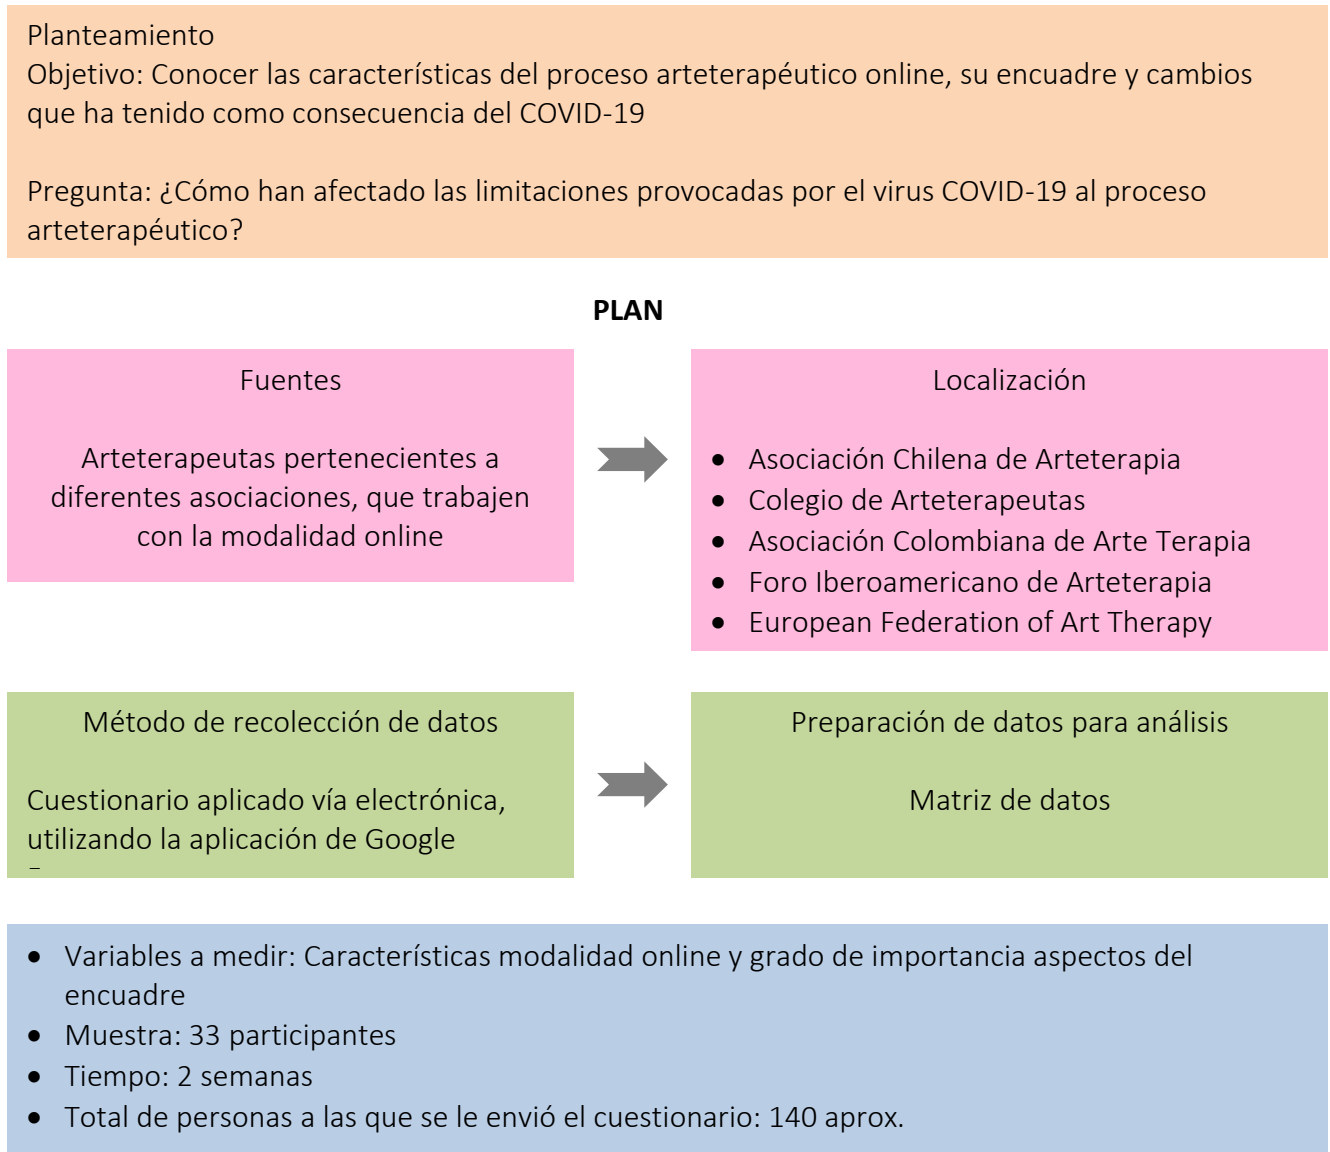 Planteamiento
Objetivo: Conocer las características del proceso arteterapéutico online, su encuadre y cambios
que ha tenido como consecuencia del COVID-19
Pregunta: ¿Cómo han afectado las limitaciones provocadas por el virus COVID-19 al proceso
arteterapéutico?
PLAN
Fuentes
Arteterapeutas pertenecientes a
diferentes asociaciones, que trabajen
con la modalidad online
Localización
• Asociación Chilena de Arteterapia
• Colegio de Arteterapeutas
• Asociación Colombiana de Arte Terapia
• Foro Iberoamericano de Arteterapia
• European Federation of Art Therapy
Método de recolección de datos
Cuestionario aplicado vía electrónica,
utilizando la aplicación de Google
Preparación de datos para análisis
Matriz de datos
• Variables a medir: Características modalidad online y grado de importancia aspectos del
encuadre
• Muestra: 33 participantes
• Tiempo: 2 semanas
• Total de personas a las que se le envió el cuestionario: 140 aprox.